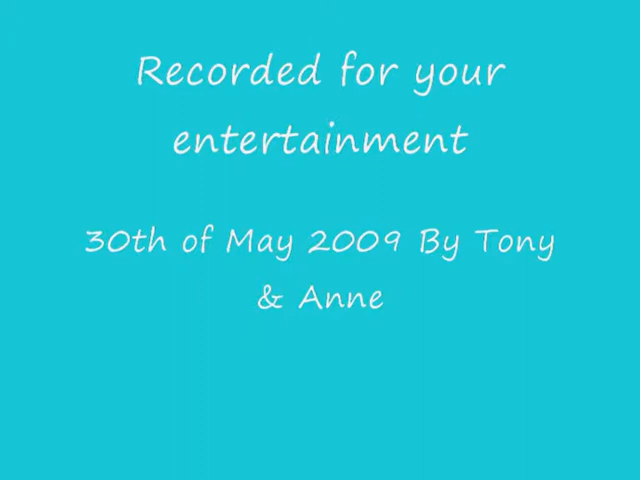 Recorded for your
entertainment
30th of May 2009 By Tony
& Anne